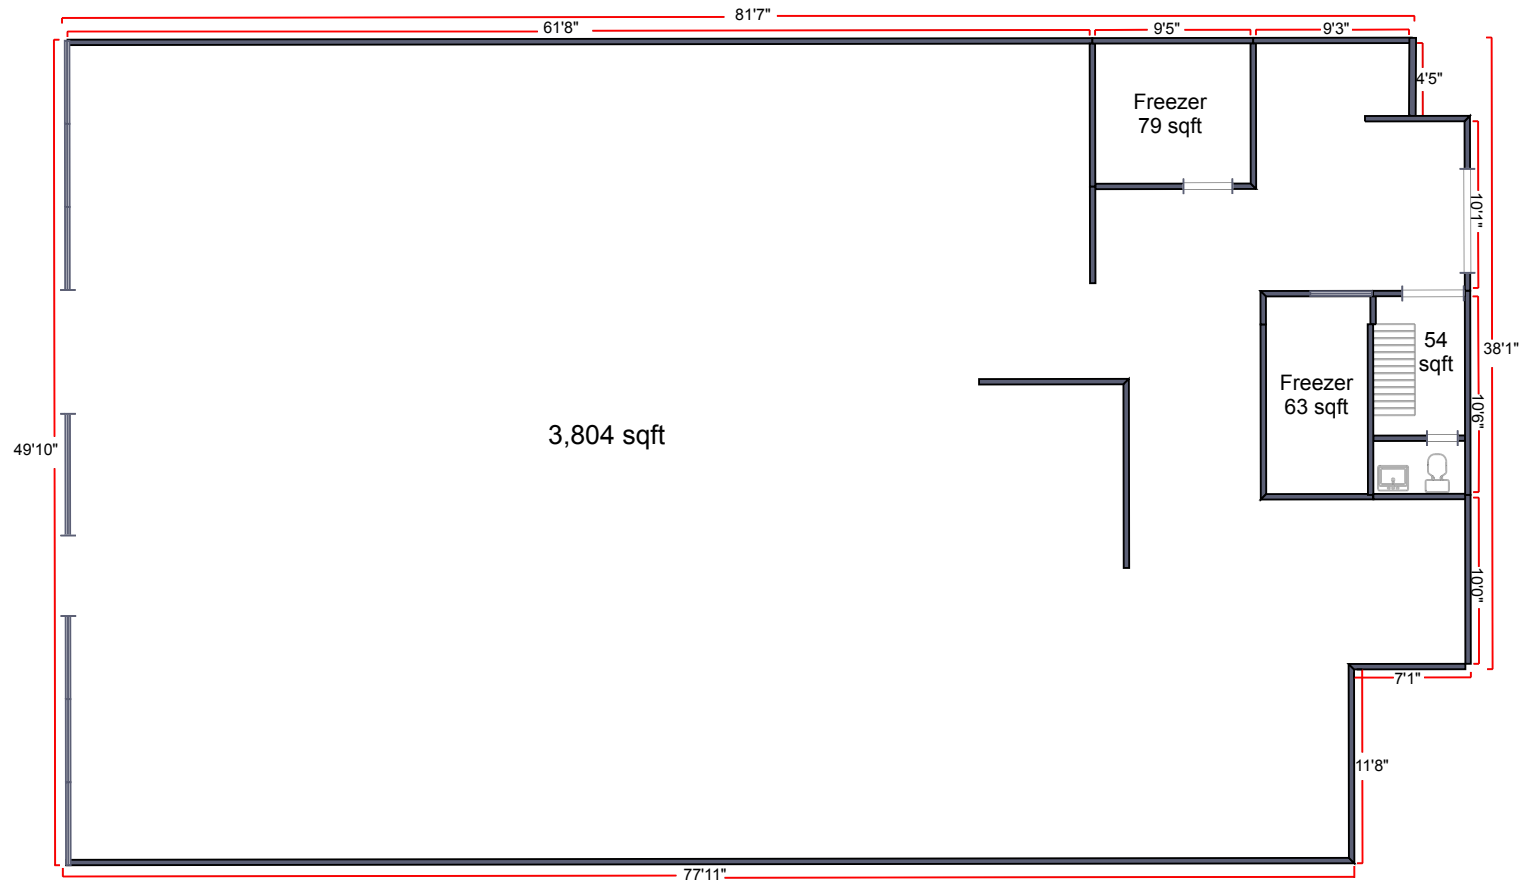 81'7"
61'8"
9'5"
9'3"
4'5"
Freezer
79 sqft
10'1"
54
sqft
38'1"
Freezer
63 sqft
10'6"
3,804 sqft
49'10"
10'0"
7'1"
11'8"
77'11"